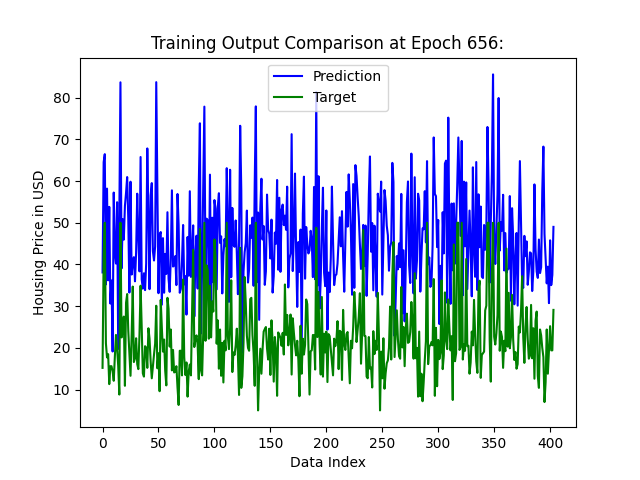 Training Output Comparison at Epoch 656:
Prediction
Target
Housing Price in USD
80
70
60
50
40
30
20
10
0 50 100 150 200 250 300 350 400
Data Index